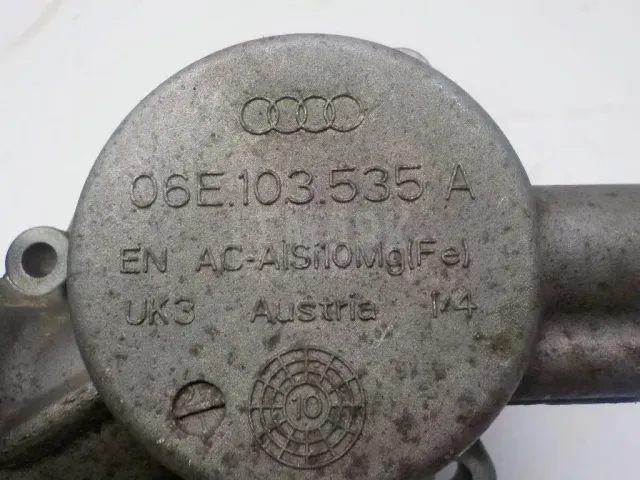 06E.103.535 A
EN AC-AlSi10Mg(Fe)
UK3 Austria 1/4
10